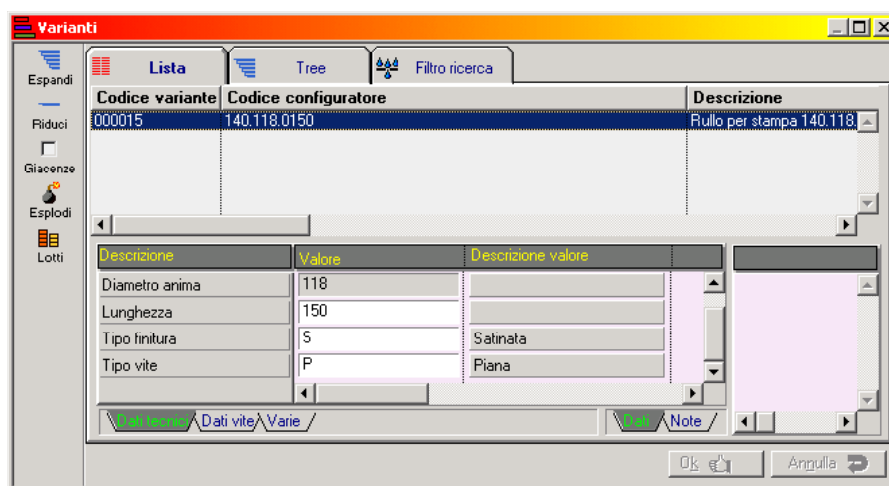 Varianti
Espandi
Riduci
Giacenze
Esplodi
Lotti
Lista Tree Filtro ricerca
Codice variante Codice configuratore Descrizione
000015 140.118.0150 Rullo per stampa 140.118.
Descrizione Valore Descrizione valore
Diametro anima 118
Lunghezza 150
Tipo finitura S Satinata
Tipo vite P Piana
Dati tecnici Dati vite Varie Dati Note
Ok Annulla